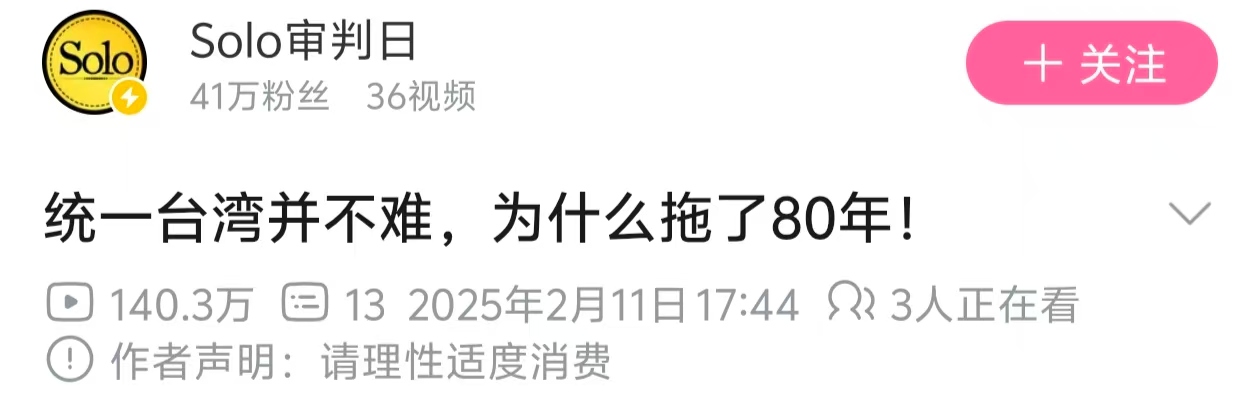 Solo
Solo审判日
41万粉丝 36视频
关注
统一台湾并不难，为什么拖了80年！
140.3万 13 2025年2月11日 17:44 3人正在看
作者声明：请理性适度消费